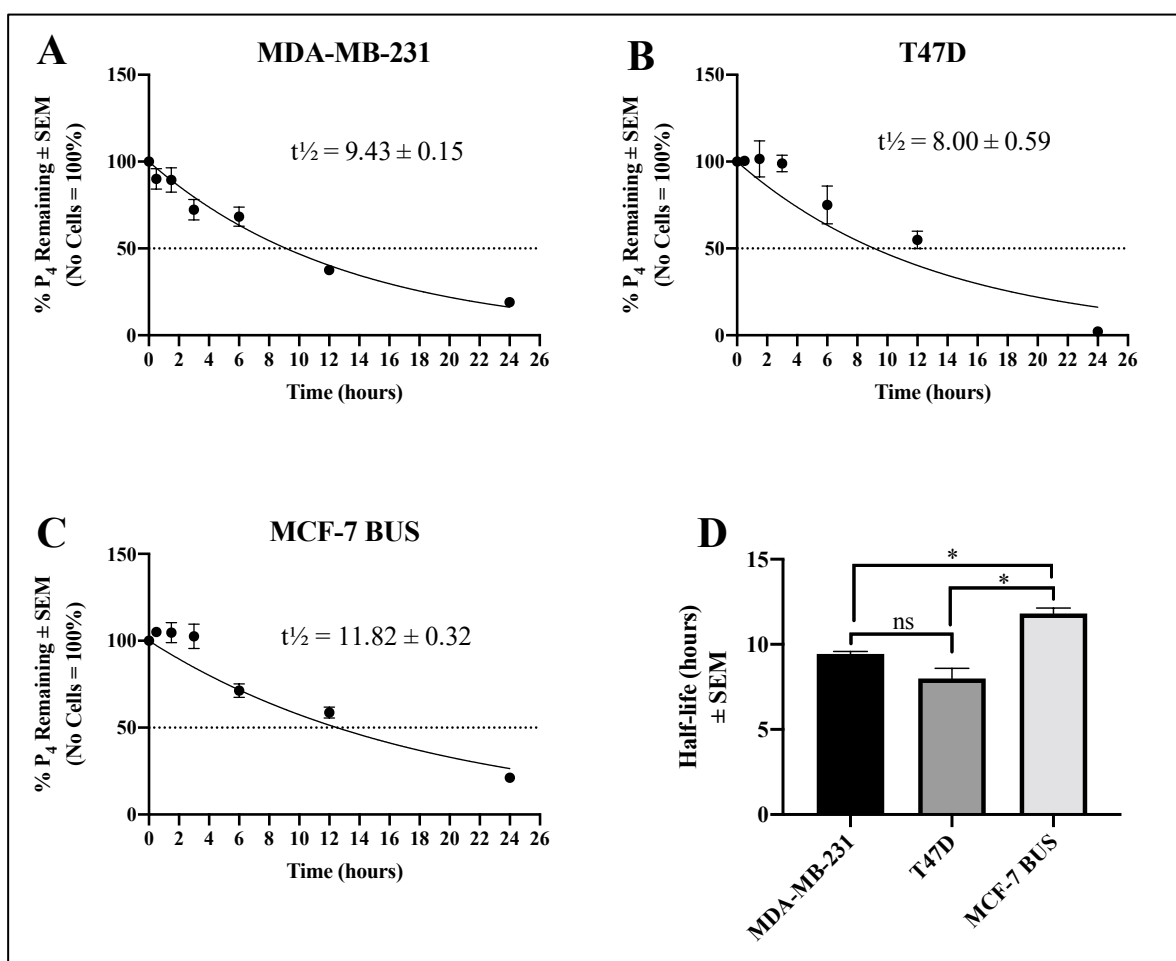 A
MDA-MB-231
% P₄ Remaining ± SEM
(No Cells = 100%)
150
100
50
0
t½ = 9.43 ± 0.15
0 2 4 6 8 10 12 14 16 18 20 22 24 26
Time (hours)
B
T47D
% P₄ Remaining ± SEM
(No Cells = 100%)
150
100
50
0
t½ = 8.00 ± 0.59
0 2 4 6 8 10 12 14 16 18 20 22 24 26
Time (hours)
C
MCF-7 BUS
% P₄ Remaining ± SEM
(No Cells = 100%)
150
100
50
0
t½ = 11.82 ± 0.32
0 2 4 6 8 10 12 14 16 18 20 22 24 26
Time (hours)
D
Half-life (hours)
± SEM
15
10
5
0
*
*
ns
MDA-MB-231
T47D
MCF-7 BUS